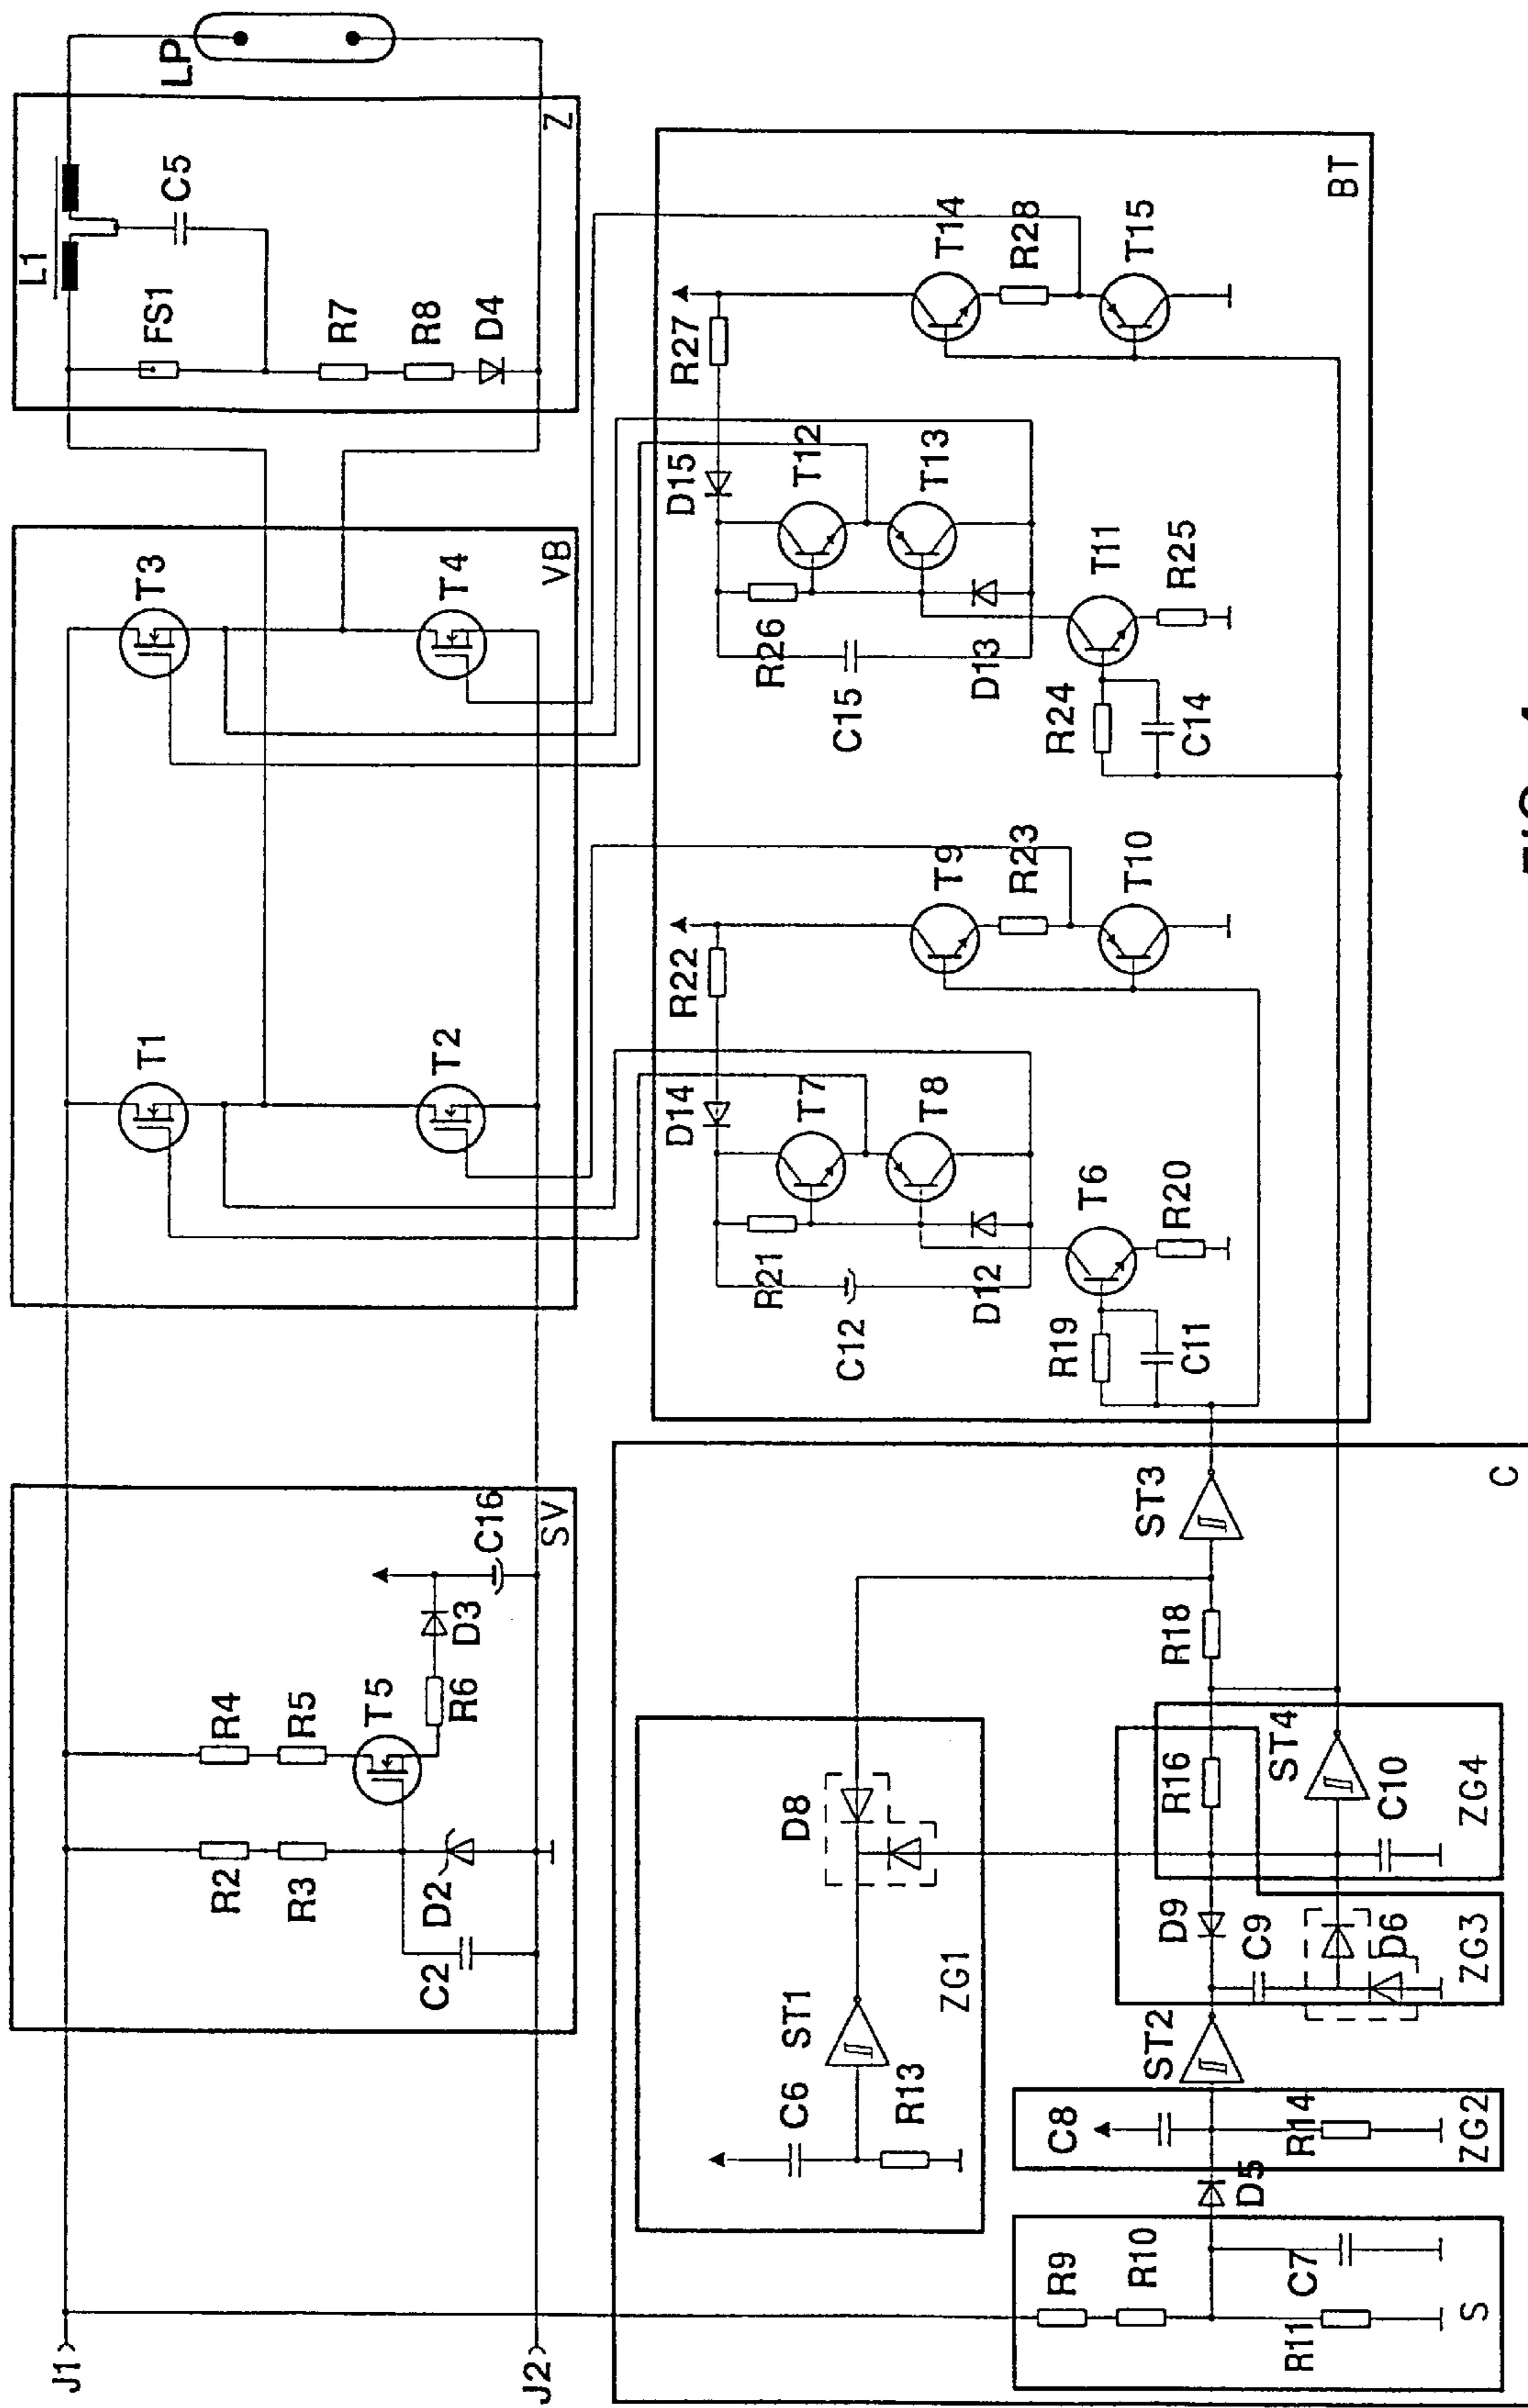 J1
J2
R2
R3
R4
R5
T5
R6
D2
C2
D3
C16
SV
T1
T2
T3
T4
VB
L1
FS1
C5
R7
R8
D4
Z
LP
R9
R10
R11
C7
S
D5
C8
R14
ZG2
C6
ST1
R13
D8
ZG1
ST2
D9
C9
D6
ZG3
R16
ST4
C10
ZG4
R18
ST3
C
R19
C11
T6
R20
C12
R21
D12
D14
T7
T8
R22
T9
R23
T10
R24
C14
T11
R25
C15
R26
D13
D15
T12
T13
R27
T14
R28
T15
BT